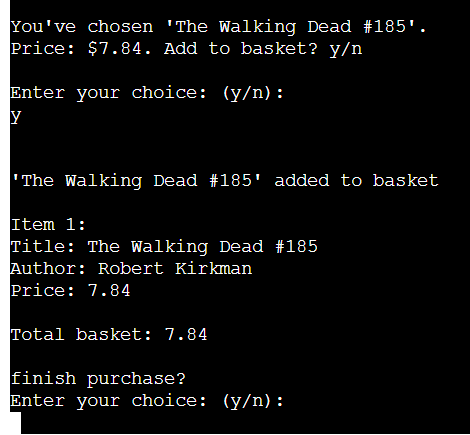 You've chosen 'The Walking Dead #185'.
Price: $7.84. Add to basket? y/n
Enter your choice: (y/n):
y
'The Walking Dead #185' added to basket
Item 1:
Title: The Walking Dead #185
Author: Robert Kirkman
Price: 7.84
Total basket: 7.84
finish purchase?
Enter your choice: (y/n):